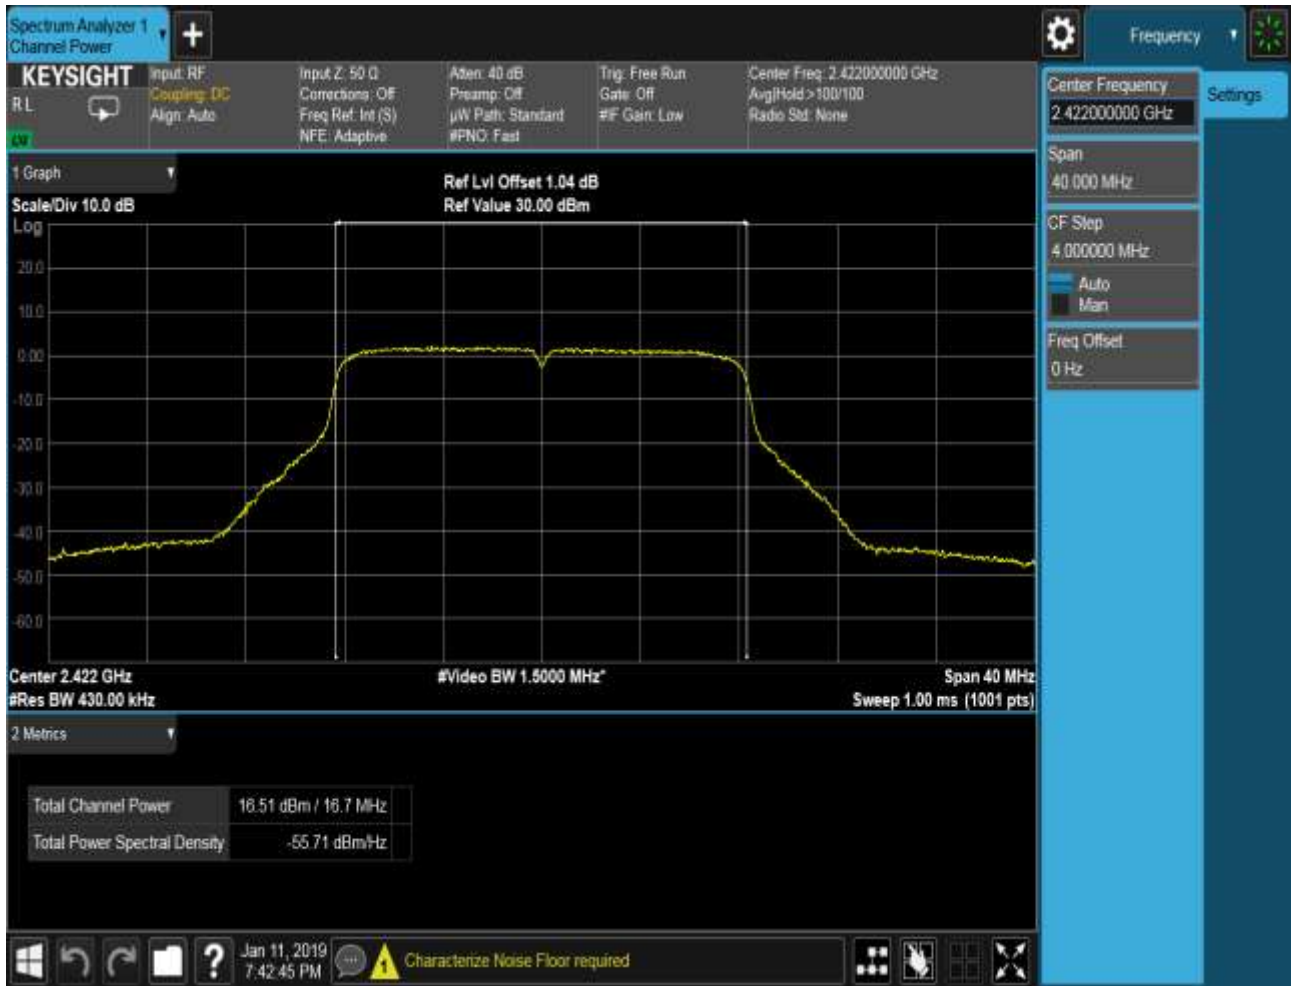 Spectrum Analyzer 1
Channel Power
Frequency
KEYSIGHT
R L
Input: RF
Coupling: DC
Align: Auto
Input Z: 50 Ω
Corrections: Off
Freq Ref: Int (S)
NFE: Adaptive
Atten: 40 dB
Preamp: Off
µW Path: Standard
#PNO: Fast
Trig: Free Run
Gate: Off
#IF Gain: Low
Center Freq: 2.422000000 GHz
Avg|Hold:>100/100
Radio Std: None
Center Frequency
2.422000000 GHz
Settings
Span
40.000 MHz
CF Step
4.000000 MHz
Auto
Man
Freq Offset
0 Hz
1 Graph
Scale/Div 10.0 dB
Ref Lvl Offset 1.04 dB
Ref Value 30.00 dBm
Log
20.0
10.0
0.00
-10.0
-20.0
-30.0
-40.0
-50.0
-60.0
Center 2.422 GHz
#Video BW 1.5000 MHz*
Span 40 MHz
#Res BW 430.00 kHz
Sweep 1.00 ms (1001 pts)
2 Metrics
Total Channel Power 16.51 dBm / 16.7 MHz
Total Power Spectral Density -55.71 dBm/Hz
?
Jan 11, 2019
7:42:45 PM
1
Characterize Noise Floor required